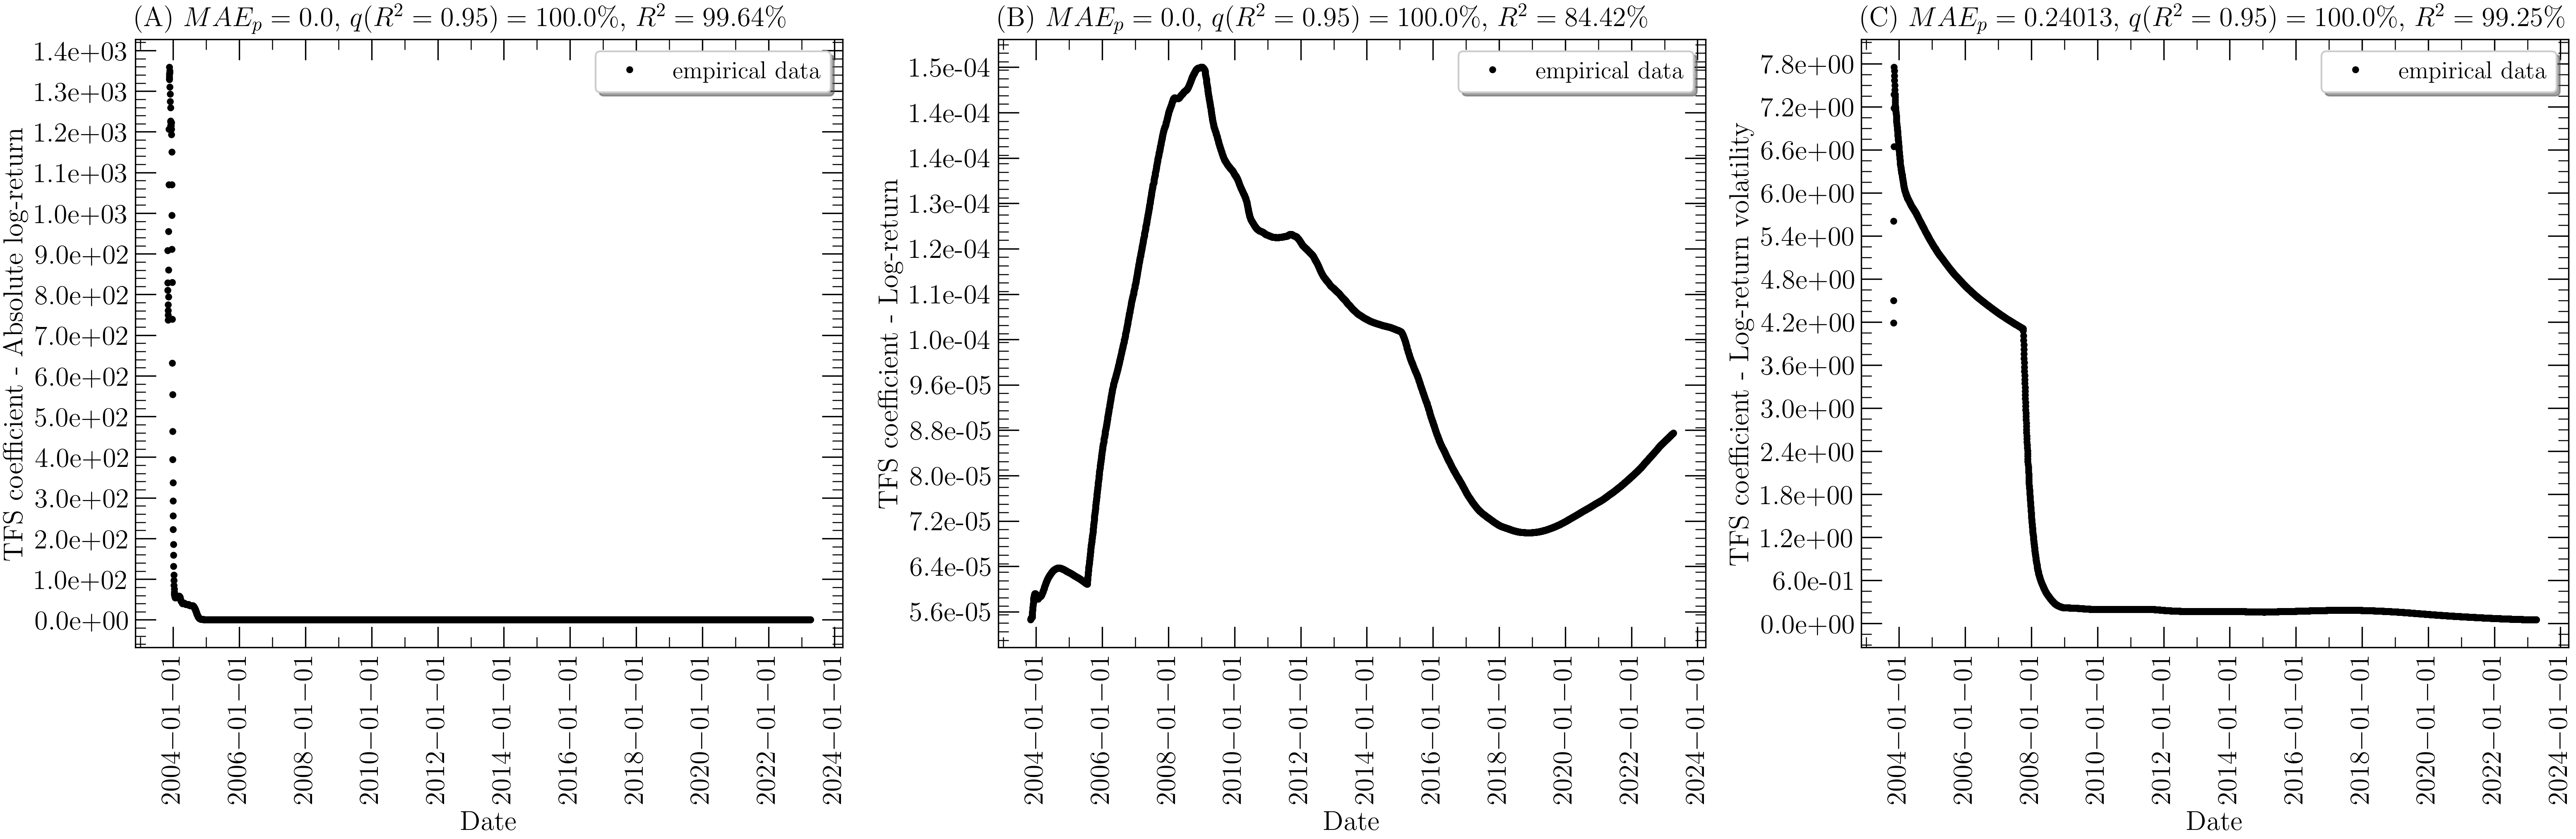 (A) MAE_p = 0.0, q(R² = 0.95) = 100.0%, R² = 99.64%
TFS coefficient - Absolute log-return
1.4e+03
1.3e+03
1.2e+03
1.1e+03
1.0e+03
9.0e+02
8.0e+02
7.0e+02
6.0e+02
5.0e+02
4.0e+02
3.0e+02
2.0e+02
1.0e+02
0.0e+00
empirical data
2004−01−01
2006−01−01
2008−01−01
2010−01−01
2012−01−01
2014−01−01
2016−01−01
2018−01−01
2020−01−01
2022−01−01
2024−01−01
Date
(B) MAE_p = 0.0, q(R² = 0.95) = 100.0%, R² = 84.42%
TFS coefficient - Log-return
1.5e-04
1.4e-04
1.4e-04
1.3e-04
1.2e-04
1.1e-04
1.0e-04
9.6e-05
8.8e-05
8.0e-05
7.2e-05
6.4e-05
5.6e-05
empirical data
2004−01−01
2006−01−01
2008−01−01
2010−01−01
2012−01−01
2014−01−01
2016−01−01
2018−01−01
2020−01−01
2022−01−01
2024−01−01
Date
(C) MAE_p = 0.24013, q(R² = 0.95) = 100.0%, R² = 99.25%
TFS coefficient - Log-return volatility
7.8e+00
7.2e+00
6.6e+00
6.0e+00
5.4e+00
4.8e+00
4.2e+00
3.6e+00
3.0e+00
2.4e+00
1.8e+00
1.2e+00
6.0e-01
0.0e+00
empirical data
2004−01−01
2006−01−01
2008−01−01
2010−01−01
2012−01−01
2014−01−01
2016−01−01
2018−01−01
2020−01−01
2022−01−01
2024−01−01
Date